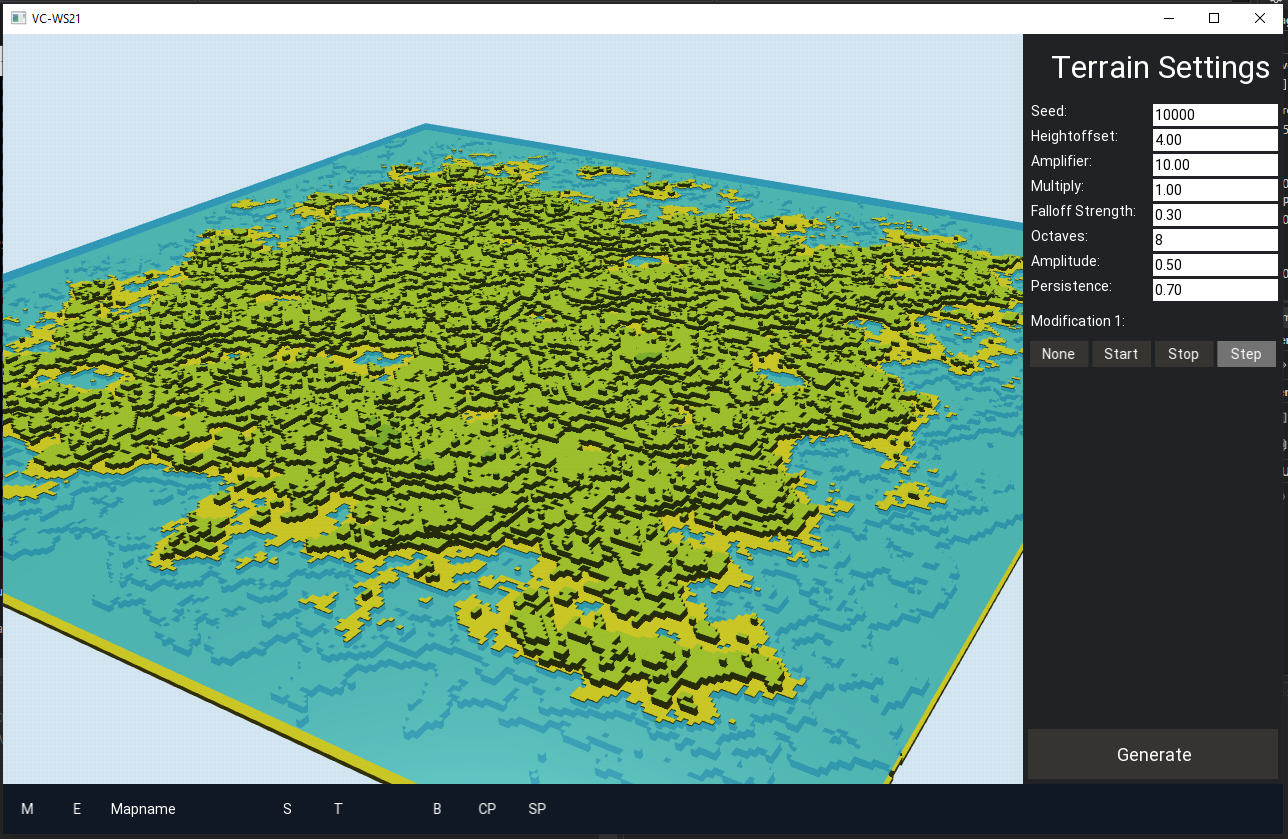 VC-WS21
Terrain Settings
Seed: 10000
Heightoffset: 4.00
Amplifier: 10.00
Multiply: 1.00
Falloff Strength: 0.30
Octaves: 8
Amplitude: 0.50
Persistence: 0.70
Modification 1:
None Start Stop Step
Generate
M E Mapname S T B CP SP